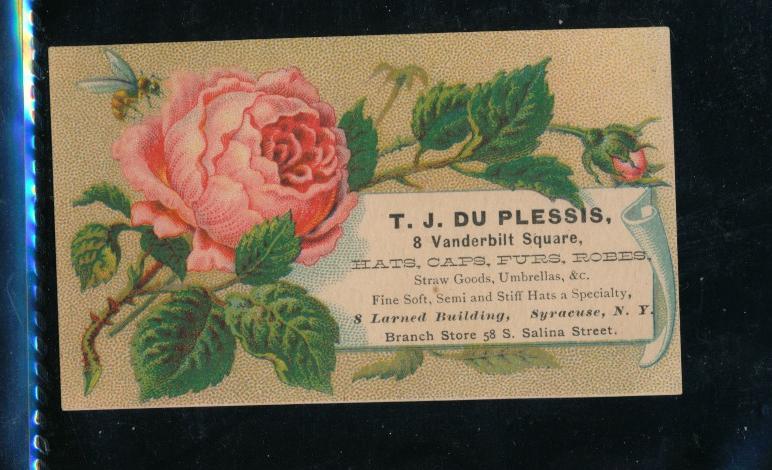 T. J. DU PLESSIS,
8 Vanderbilt Square,
HATS, CAPS, FURS, ROBES,
Straw Goods, Umbrellas, &c.
Fine Soft, Semi and Stiff Hats a Specialty,
8 Larned Building, Syracuse, N. Y.
Branch Store 58 S. Salina Street.